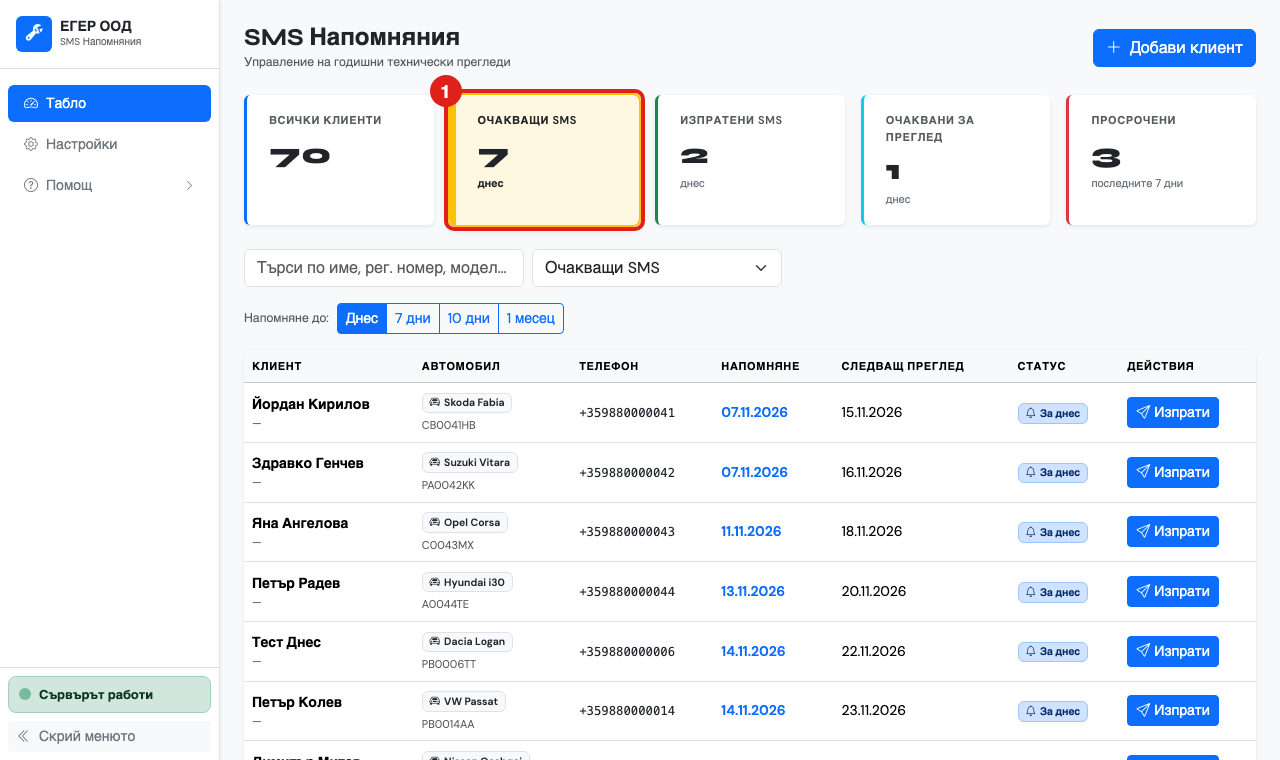 ЕГЕР ООД
SMS Напомняния
Табло
Настройки
Помощ
Сървърът работи
Скрий менюто
SMS Напомняния
Управление на годишни технически прегледи
Добави клиент
ВСИЧКИ КЛИЕНТИ
70
1
ОЧАКВАЩИ SMS
7
днес
ИЗПРАТЕНИ SMS
2
днес
ОЧАКВАНИ ЗА
ПРЕГЛЕД
1
днес
ПРОСРОЧЕНИ
3
последните 7 дни
Търси по име, рег. номер, модел...
Очакващи SMS
Напомняне до: Днес 7 дни 10 дни 1 месец
КЛИЕНТ АВТОМОБИЛ ТЕЛЕФОН НАПОМНЯНЕ СЛЕДВАЩ ПРЕГЛЕД СТАТУС ДЕЙСТВИЯ
Йордан Кирилов Skoda Fabia +359880000041 07.11.2026 15.11.2026 За днес Изпрати
— CB0041HB
Здравко Генчев Suzuki Vitara +359880000042 07.11.2026 16.11.2026 За днес Изпрати
— PA0042KK
Яна Ангелова Opel Corsa +359880000043 11.11.2026 18.11.2026 За днес Изпрати
— CO043MX
Петър Радев Hyundai i30 +359880000044 13.11.2026 20.11.2026 За днес Изпрати
— A0044TE
Тест Днес Dacia Logan +359880000006 14.11.2026 22.11.2026 За днес Изпрати
— PB0006TT
Петър Колев VW Passat +359880000014 14.11.2026 23.11.2026 За днес Изпрати
— PB0014AA